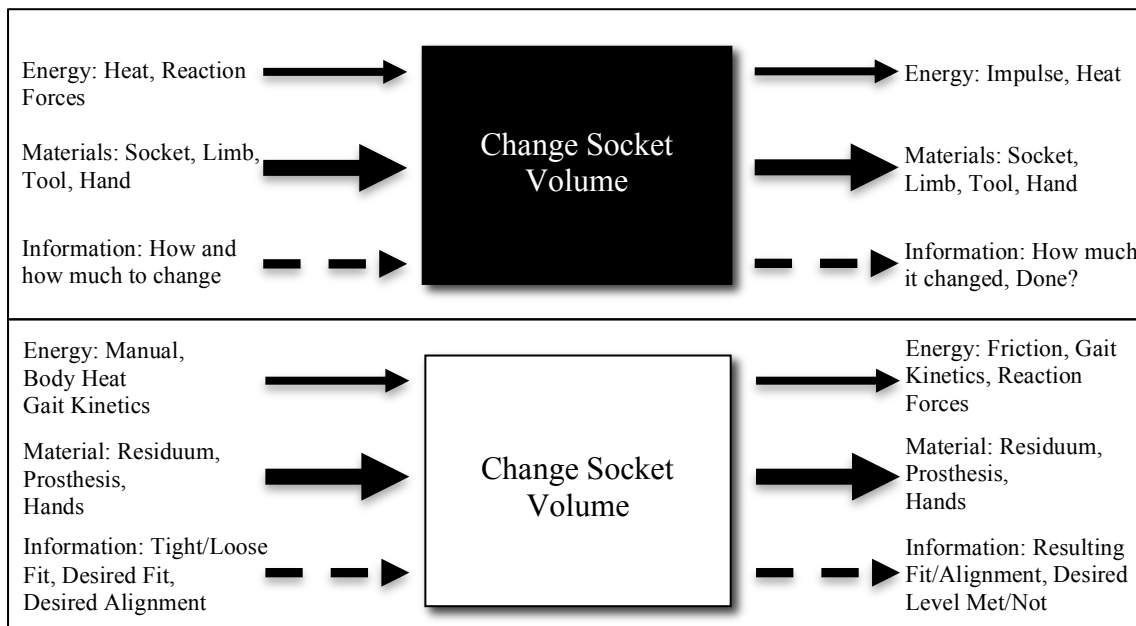 Energy: Heat, Reaction
Forces
Materials: Socket, Limb,
Tool, Hand
Information: How and
how much to change
Change Socket
Volume
Energy: Impulse, Heat
Materials: Socket,
Limb, Tool, Hand
Information: How much
it changed, Done?
Energy: Manual,
Body Heat
Gait Kinetics
Material: Residuum,
Prosthesis,
Hands
Information: Tight/Loose
Fit, Desired Fit,
Desired Alignment
Change Socket
Volume
Energy: Friction, Gait
Kinetics, Reaction
Forces
Material: Residuum,
Prosthesis,
Hands
Information: Resulting
Fit/Alignment, Desired
Level Met/Not